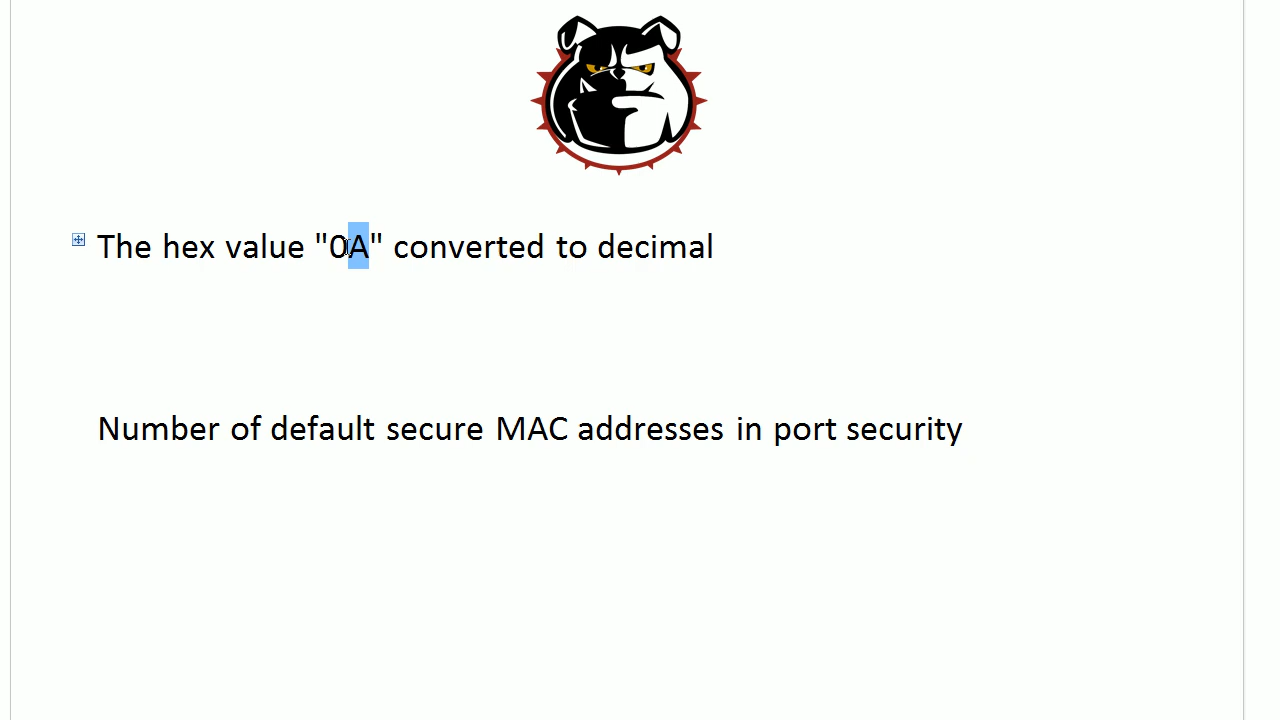 The hex value "0A" converted to decimal
Number of default secure MAC addresses in port security